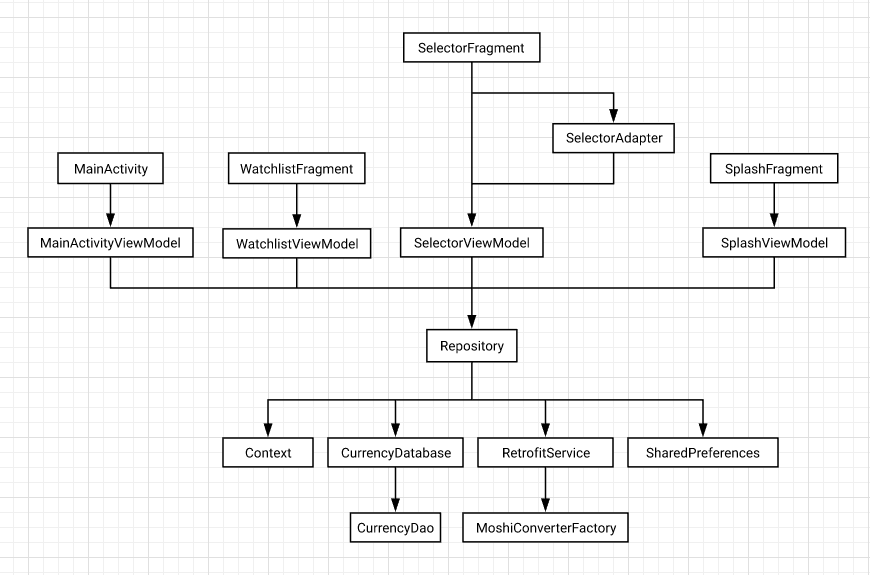 SelectorFragment
SelectorAdapter
MainActivity
WatchlistFragment
SplashFragment
MainActivityViewModel
WatchlistViewModel
SelectorViewModel
SplashViewModel
Repository
Context
CurrencyDatabase
RetrofitService
SharedPreferences
CurrencyDao
MoshiConverterFactory